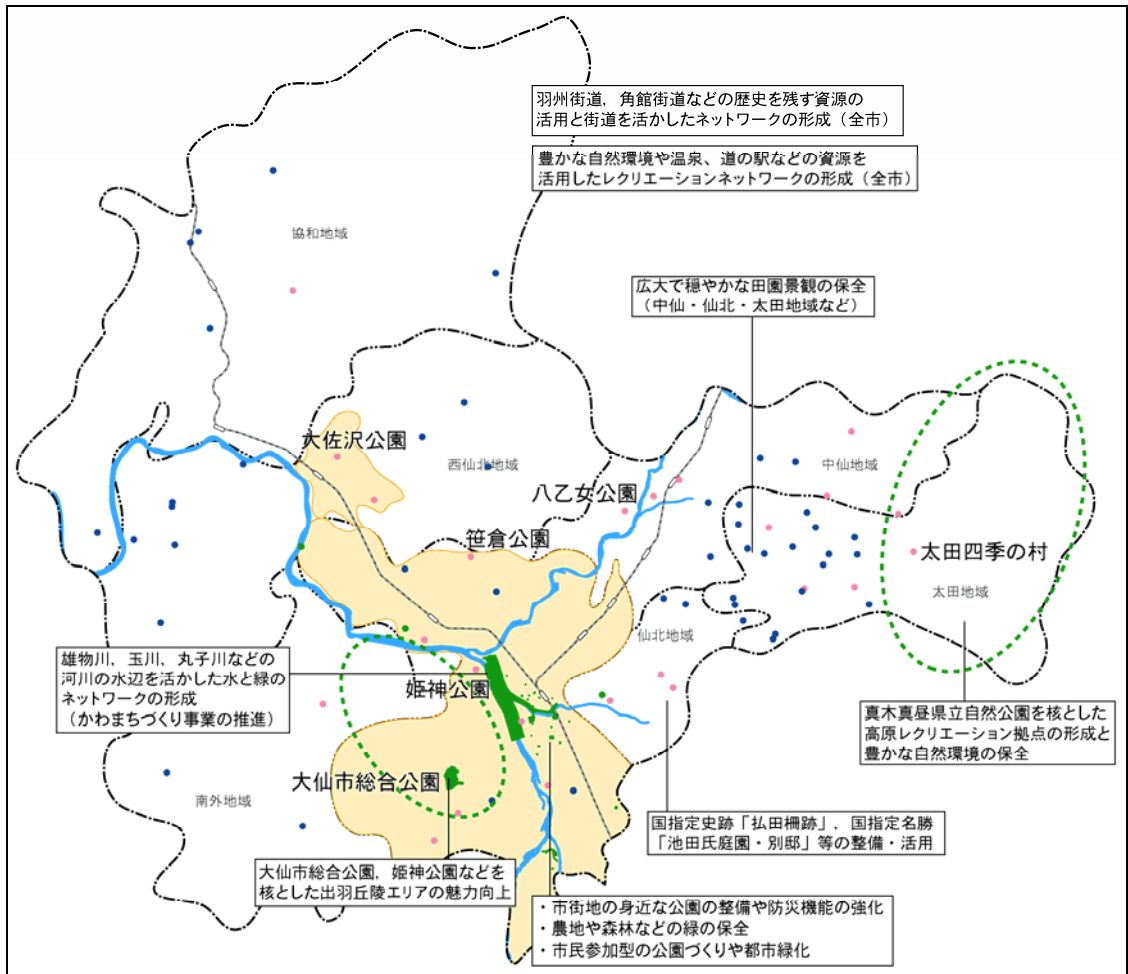 羽州街道，角館街道などの歴史を残す資源の
活用と街道を活かしたネットワークの形成（全市）
豊かな自然環境や温泉、道の駅などの資源を
活用したレクリエーションネットワークの形成（全市）
協和地域
広大で穏やかな田園景観の保全
（中仙・仙北・太田地域など）
大佐沢公園
西仙北地域
中仙地域
八乙女公園
笹倉公園
太田四季の村
太田地域
仙北地域
雄物川，玉川，丸子川などの
河川の水辺を活かした水と緑の
ネットワークの形成
（かわまちづくり事業の推進）
姫神公園
真木真昼県立自然公園を核とした
高原レクリエーション拠点の形成と
豊かな自然環境の保全
大仙市総合公園
南外地域
国指定史跡「払田柵跡」，国指定名勝
「池田氏庭園・別邸」等の整備・活用
大仙市総合公園，姫神公園などを
核とした出羽丘陵エリアの魅力向上
・市街地の身近な公園の整備や防災機能の強化
・農地や森林などの緑の保全
・市民参加型の公園づくりや都市緑化